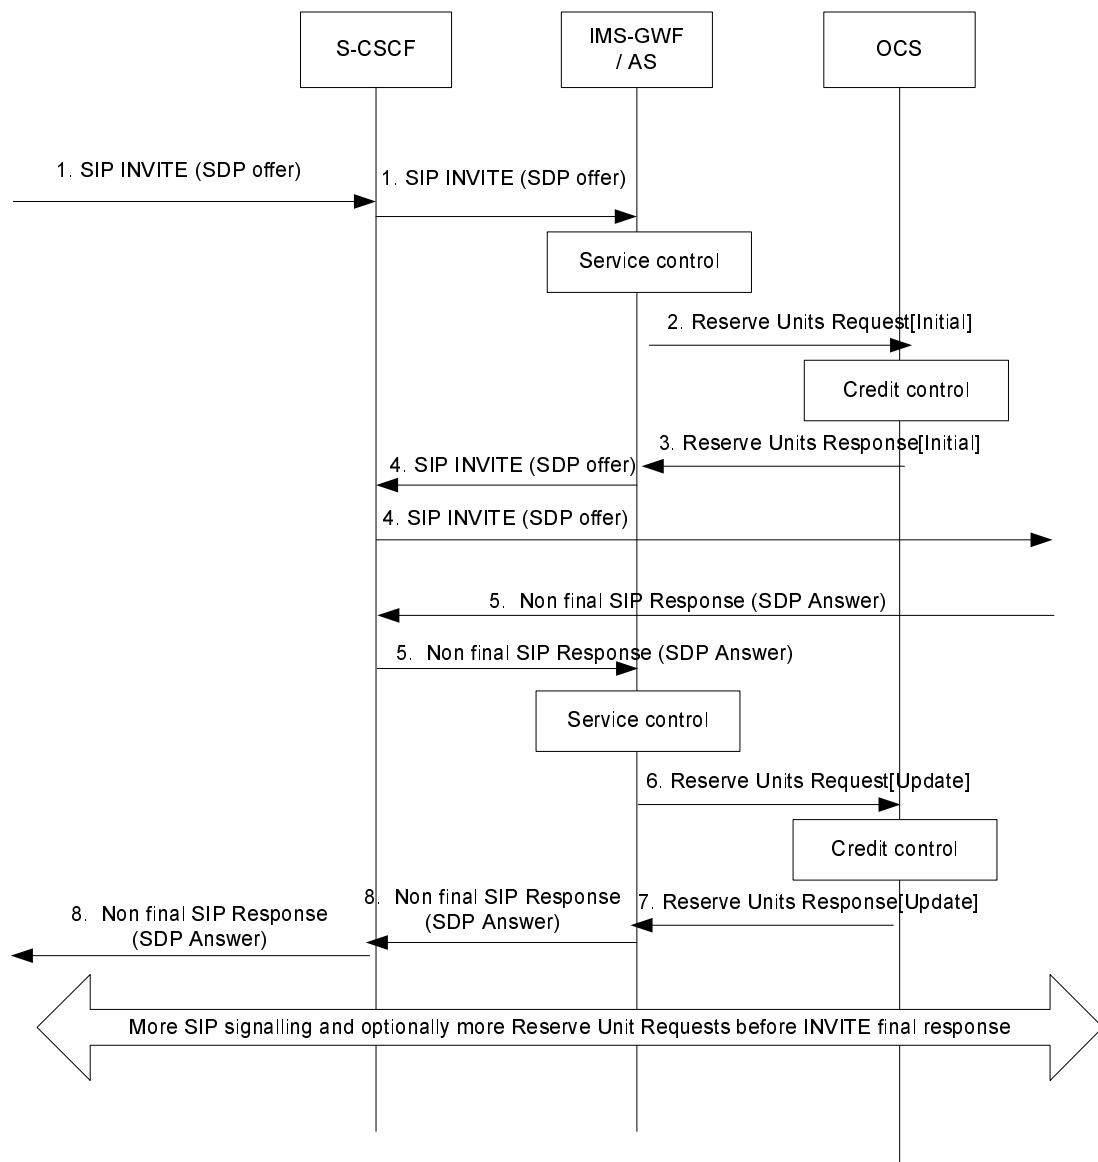 S-CSCF
IMS-GWF
/ AS
OCS
1. SIP INVITE (SDP offer)
1. SIP INVITE (SDP offer)
Service control
2. Reserve Units Request[Initial]
Credit control
3. Reserve Units Response[Initial]
4. SIP INVITE (SDP offer)
4. SIP INVITE (SDP offer)
5. Non final SIP Response (SDP Answer)
5. Non final SIP Response (SDP Answer)
Service control
6. Reserve Units Request[Update]
Credit control
7. Reserve Units Response[Update]
8. Non final SIP Response
(SDP Answer)
8. Non final SIP Response
(SDP Answer)
More SIP signalling and optionally more Reserve Unit Requests before INVITE final response